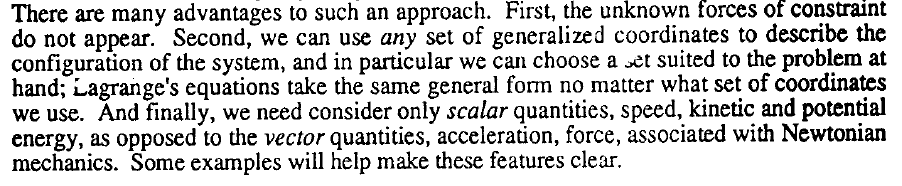 There are many advantages to such an approach. First, the unknown forces of constraint
do not appear. Second, we can use any set of generalized coordinates to describe the
configuration of the system, and in particular we can choose a set suited to the problem at
hand; Lagrange's equations take the same general form no matter what set of coordinates
we use. And finally, we need consider only scalar quantities, speed, kinetic and potential
energy, as opposed to the vector quantities, acceleration, force, associated with Newtonian
mechanics. Some examples will help make these features clear.